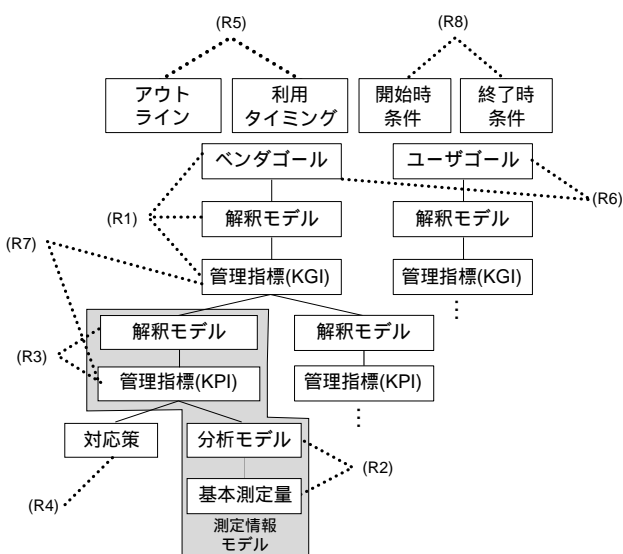 (R5)
(R8)
アウト
ライン
利用
タイミング
開始時
条件
終了時
条件
ベンダゴール
ユーザゴール
(R6)
(R1)
解釈モデル
解釈モデル
(R7)
管理指標(KGI)
管理指標(KGI)
解釈モデル
解釈モデル
(R3)
管理指標(KPI)
管理指標(KPI)
対応策
分析モデル
(R2)
(R4)
基本測定量
測定情報
モデル